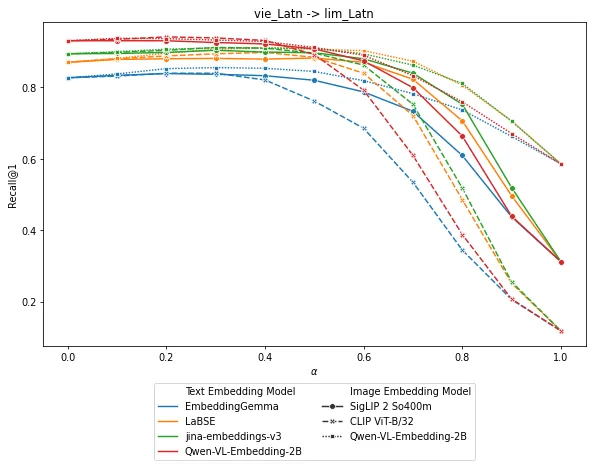 vie_Latn -> lim_Latn
Recall@1
0.8
0.6
0.4
0.2
0.0 0.2 0.4 0.6 0.8 1.0
α
Text Embedding Model
EmbeddingGemma
LaBSE
jina-embeddings-v3
Qwen-VL-Embedding-2B
Image Embedding Model
SigLIP 2 So400m
CLIP ViT-B/32
Qwen-VL-Embedding-2B